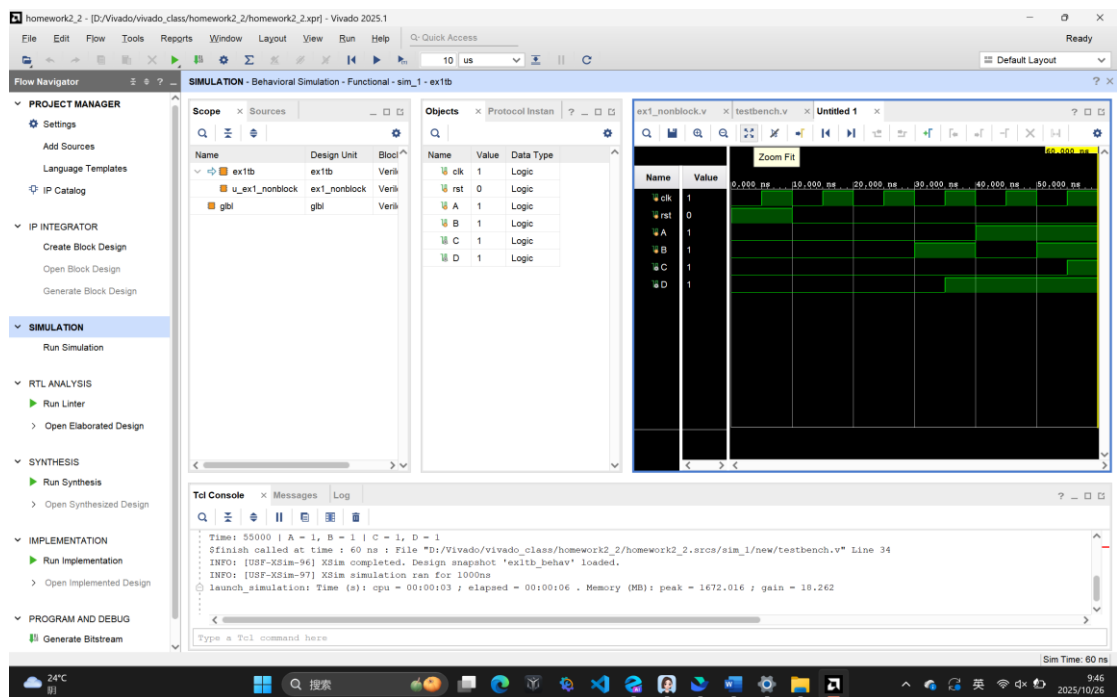 homework2_2 - [D:/Vivado/vivado_class/homework2_2/homework2_2.xpr] - Vivado 2025.1
File Edit Flow Tools Reports Window Layout View Run Help Q- Quick Access Ready
10 us Default Layout
Flow Navigator SIMULATION - Behavioral Simulation - Functional - sim_1 - ex1tb
PROJECT MANAGER
Settings
Add Sources
Language Templates
IP Catalog
IP INTEGRATOR
Create Block Design
Open Block Design
Generate Block Design
SIMULATION
Run Simulation
RTL ANALYSIS
Run Linter
Open Elaborated Design
SYNTHESIS
Run Synthesis
Open Synthesized Design
IMPLEMENTATION
Run Implementation
Open Implemented Design
PROGRAM AND DEBUG
Generate Bitstream
Scope Sources
Name Design Unit Block
ex1tb ex1tb Veril
u_ex1_nonblock ex1_nonblock Veril
glbl glbl Veril
Objects Protocol Instan
Name Value Data Type
clk 1 Logic
rst 0 Logic
A 1 Logic
B 1 Logic
C 1 Logic
D 1 Logic
ex1_nonblock.v testbench.v Untitled 1
Zoom Fit
60.000 ns
Name Value
0.000 ns 10.000 ns 20.000 ns 30.000 ns 40.000 ns 50.000 ns
clk 1
rst 0
A 1
B 1
C 1
D 1
Tcl Console Messages Log
Time: 55000 | A = 1, B = 1 | C = 1, D = 1
$finish called at time : 60 ns : File "D:/Vivado/vivado_class/homework2_2/homework2_2.srcs/sim_1/new/testbench.v" Line 34
INFO: [USF-XSim-96] XSim completed. Design snapshot 'ex1tb_behav' loaded.
INFO: [USF-XSim-97] XSim simulation ran for 1000ns
launch_simulation: Time (s): cpu = 00:00:03 ; elapsed = 00:00:06 . Memory (MB): peak = 1672.016 ; gain = 18.262
Type a Tcl command here
Sim Time: 60 ns
24°C
阴
搜索
英
9:46
2025/10/26